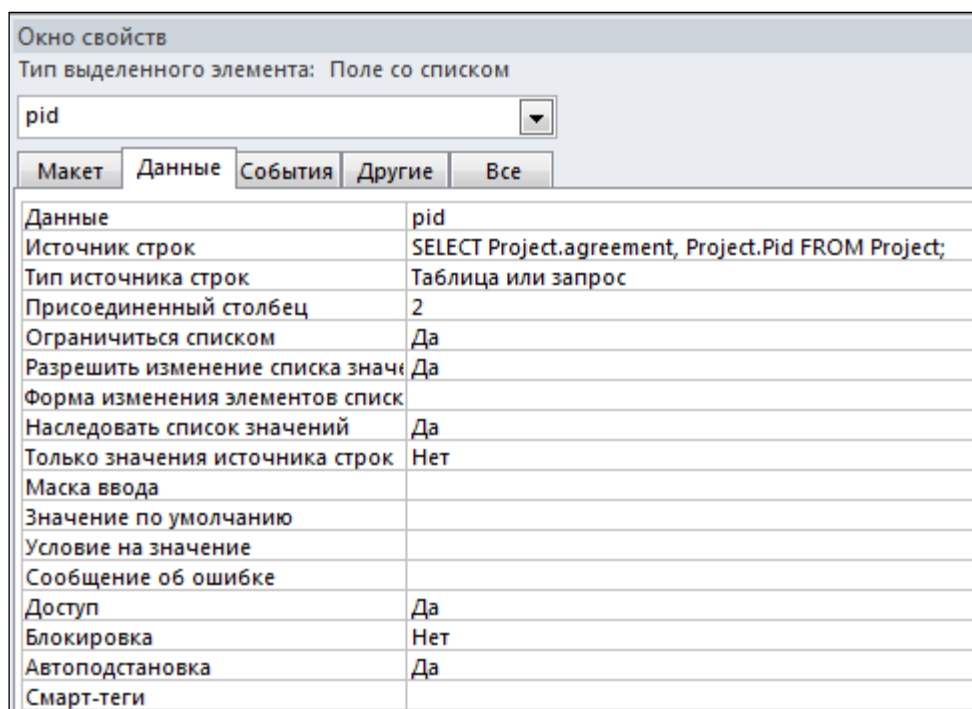 Окно свойств
Тип выделенного элемента: Поле со списком
pid
Макет Данные События Другие Все
Данные pid
Источник строк SELECT Project.agreement, Project.Pid FROM Project;
Тип источника строк Таблица или запрос
Присоединенный столбец 2
Ограничиться списком Да
Разрешить изменение списка значе Да
Форма изменения элементов списк
Наследовать список значений Да
Только значения источника строк Нет
Маска ввода
Значение по умолчанию
Условие на значение
Сообщение об ошибке
Доступ Да
Блокировка Нет
Автоподстановка Да
Смарт-теги